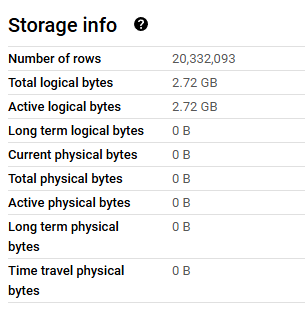 Storage info ?
Number of rows 20,332,093
Total logical bytes 2.72 GB
Active logical bytes 2.72 GB
Long term logical bytes 0 B
Current physical bytes 0 B
Total physical bytes 0 B
Active physical bytes 0 B
Long term physical 0 B
bytes
Time travel physical 0 B
bytes